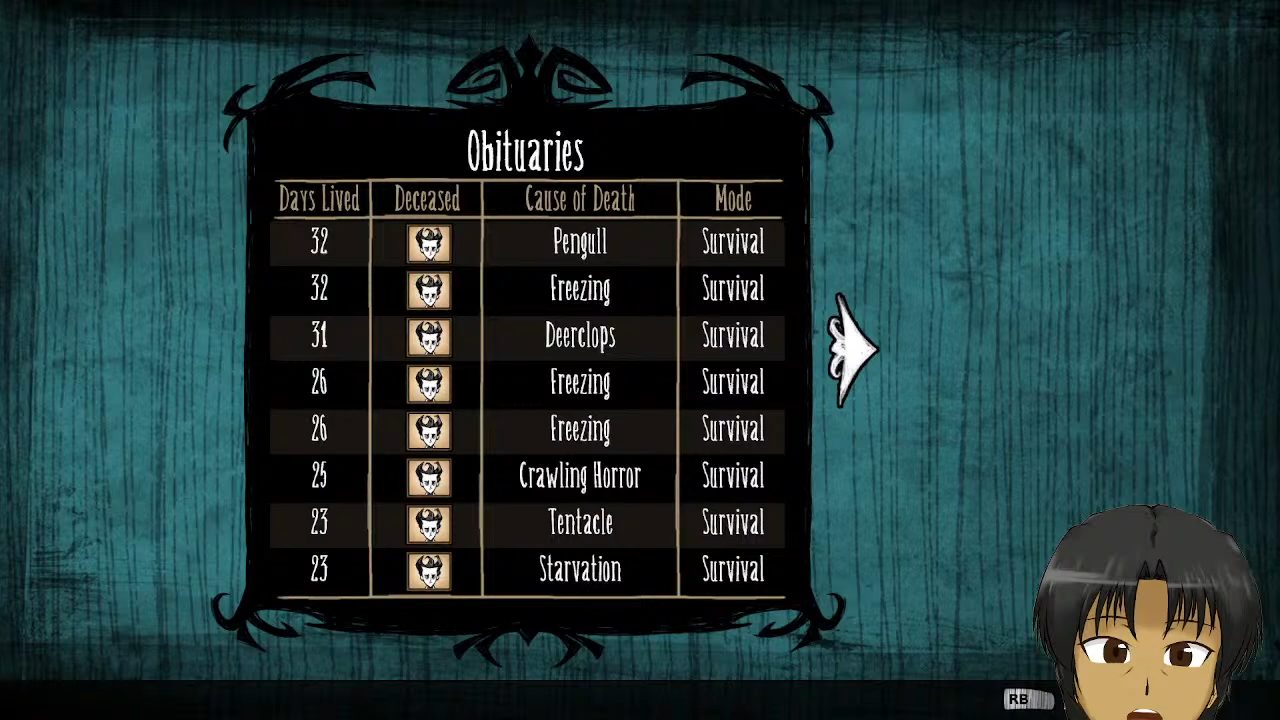 Obituaries
Days Lived Deceased Cause of Death Mode
32 Pengull Survival
32 Freezing Survival
31 Deerclops Survival
26 Freezing Survival
26 Freezing Survival
25 Crawling Horror Survival
23 Tentacle Survival
23 Starvation Survival
RB